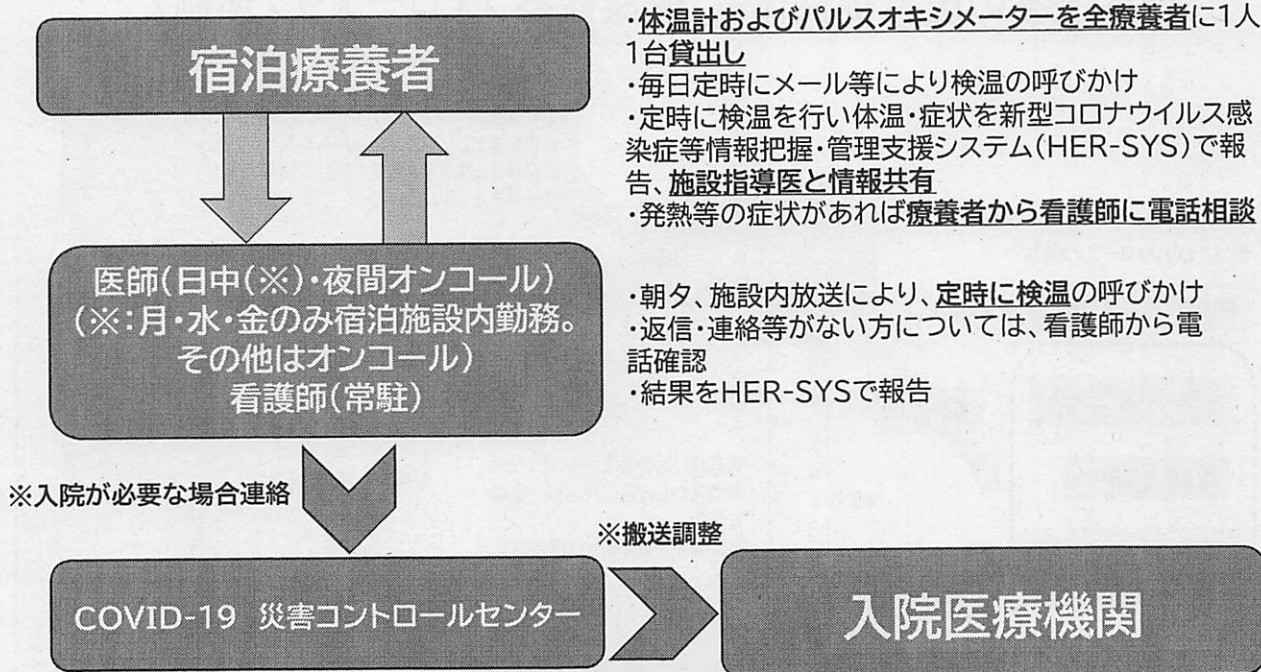 宿泊療養者
・体温計およびパルスオキシメーターを全療養者に1人
1台貸出し
・毎日定時にメール等により検温の呼びかけ
・定時に検温を行い体温・症状を新型コロナウイルス感
染症等情報把握・管理支援システム(HER-SYS)で報
告、施設指導医と情報共有
・発熱等の症状があれば療養者から看護師に電話相談
医師(日中(※)・夜間オンコール)
(※:月・水・金のみ宿泊施設内勤務。
その他はオンコール)
看護師(常駐)
・朝夕、施設内放送により、定時に検温の呼びかけ
・返信・連絡等がない方については、看護師から電
話確認
・結果をHER-SYSで報告
※入院が必要な場合連絡
※搬送調整
COVID-19 災害コントロールセンター
入院医療機関